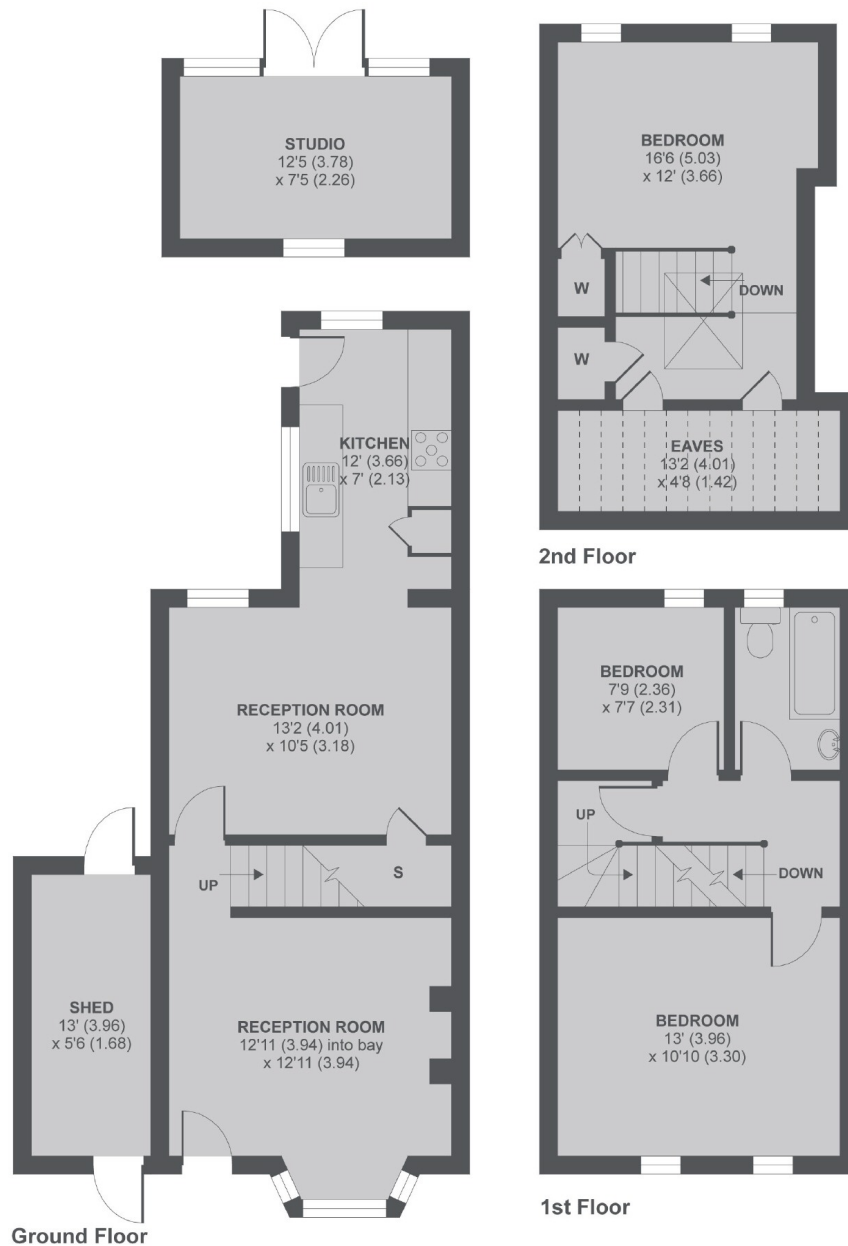 STUDIO
12'5 (3.78)
x 7'5 (2.26)
KITCHEN
12' (3.66)
x 7' (2.13)
RECEPTION ROOM
13'2 (4.01)
x 10'5 (3.18)
UP
S
SHED
13' (3.96)
x 5'6 (1.68)
RECEPTION ROOM
12'11 (3.94) into bay
x 12'11 (3.94)
Ground Floor
BEDROOM
16'6 (5.03)
x 12' (3.66)
W
DOWN
W
EAVES
13'2 (4.01)
x 4'8 (1.42)
2nd Floor
BEDROOM
7'9 (2.36)
x 7'7 (2.31)
UP
DOWN
BEDROOM
13' (3.96)
x 10'10 (3.30)
1st Floor